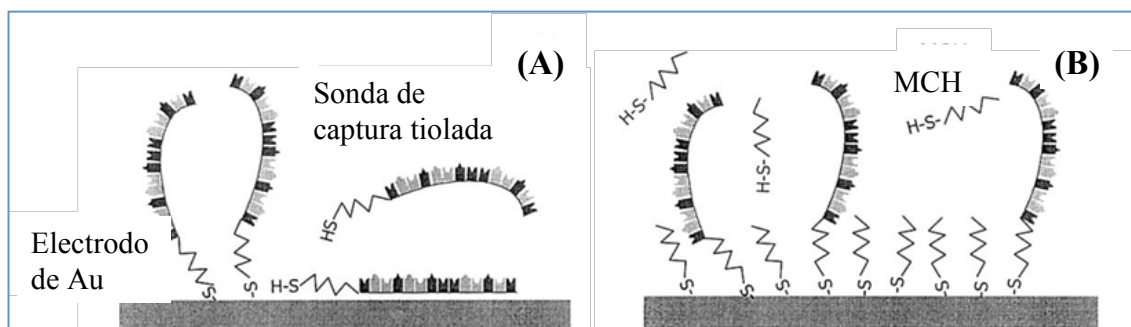 (A)
Sonda de
captura tiolada
Electrodo
de Au
HS
H-S
-S
-S
(B)
MCH
H-S-
H-S-
H-S-
-S
-S
-S
-S
-S
-S
-S
-S
-S